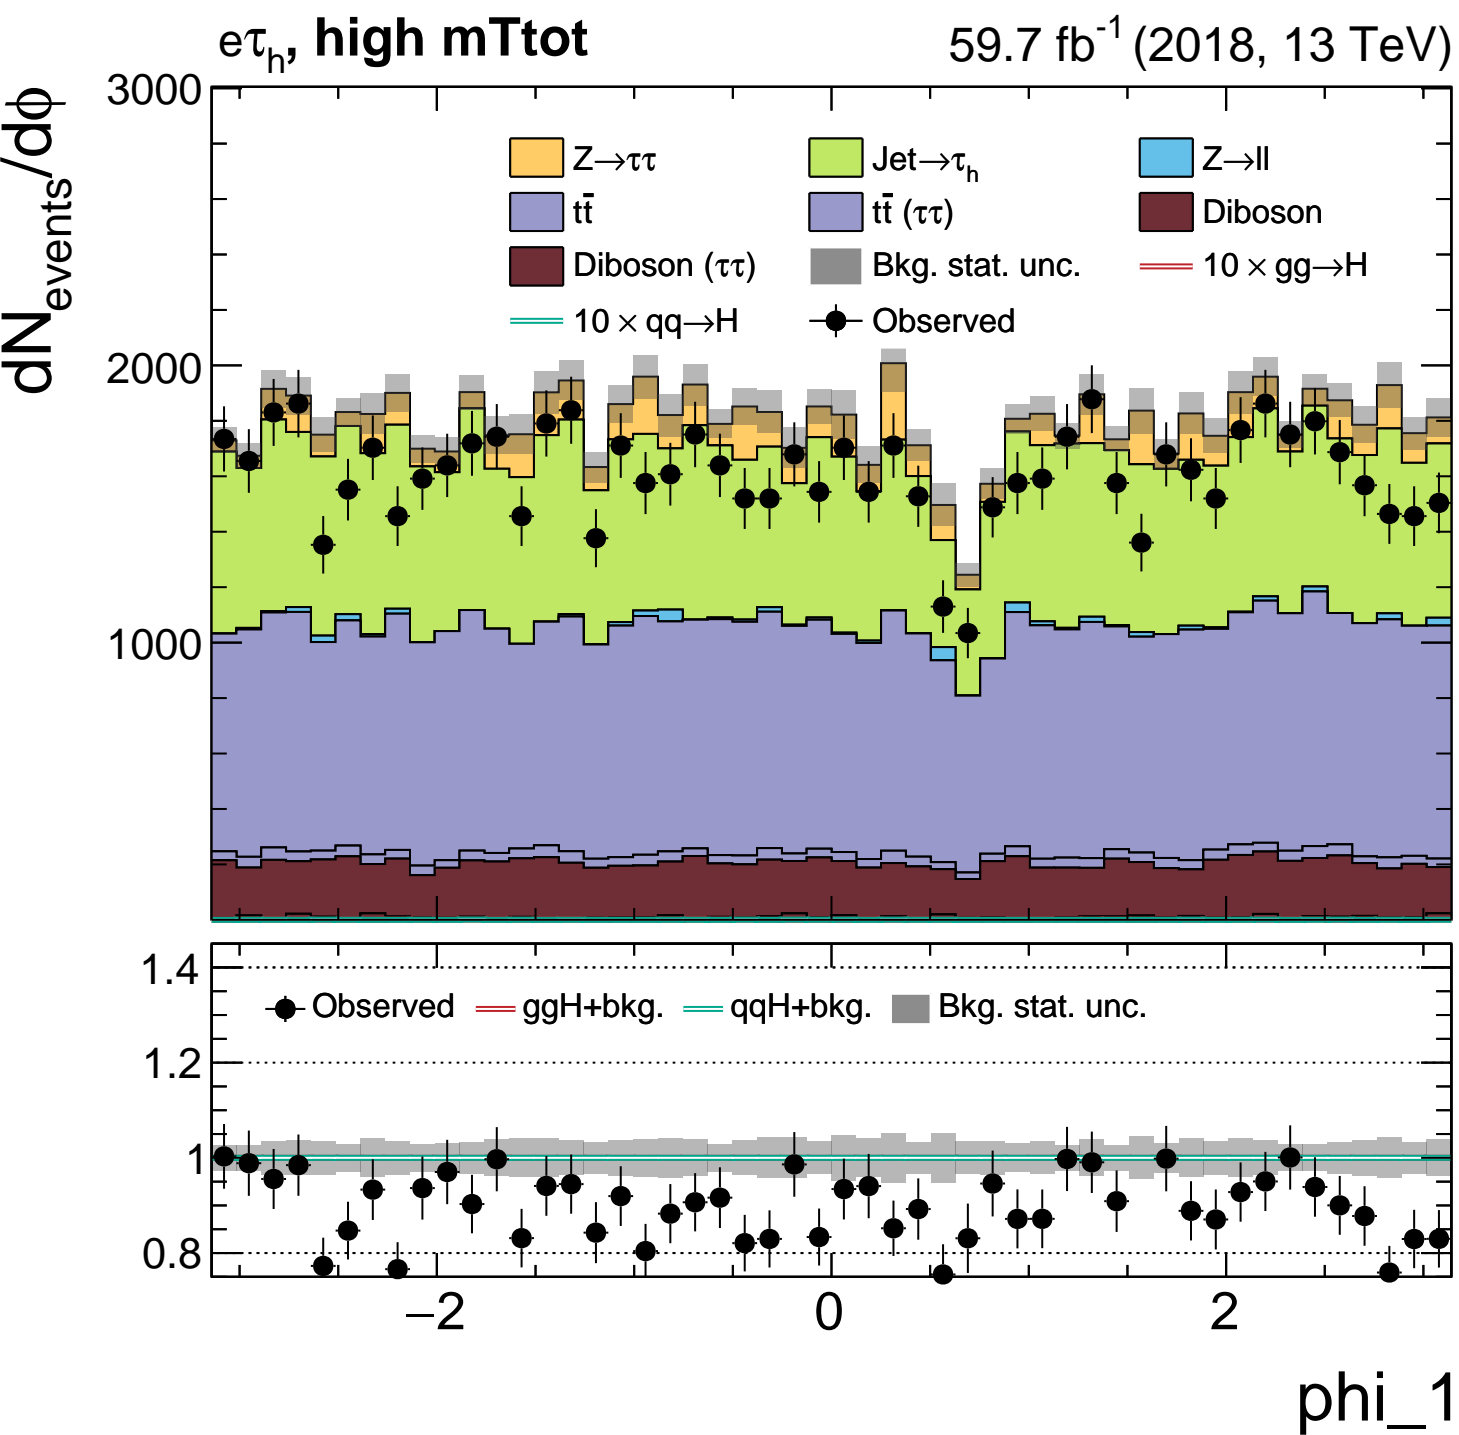 eτh, high mTtot 59.7 fb-1 (2018, 13 TeV)
dNevents/dϕ
3000
2000
1000
Z→ττ Jet→τh Z→ll
tt̄ tt̄ (ττ) Diboson
Diboson (ττ) Bkg. stat. unc. 10 × gg→H
10 × qq→H Observed
1.4
1.2
1
0.8
Observed ggH+bkg. qqH+bkg. Bkg. stat. unc.
−2 0 2
phi_1